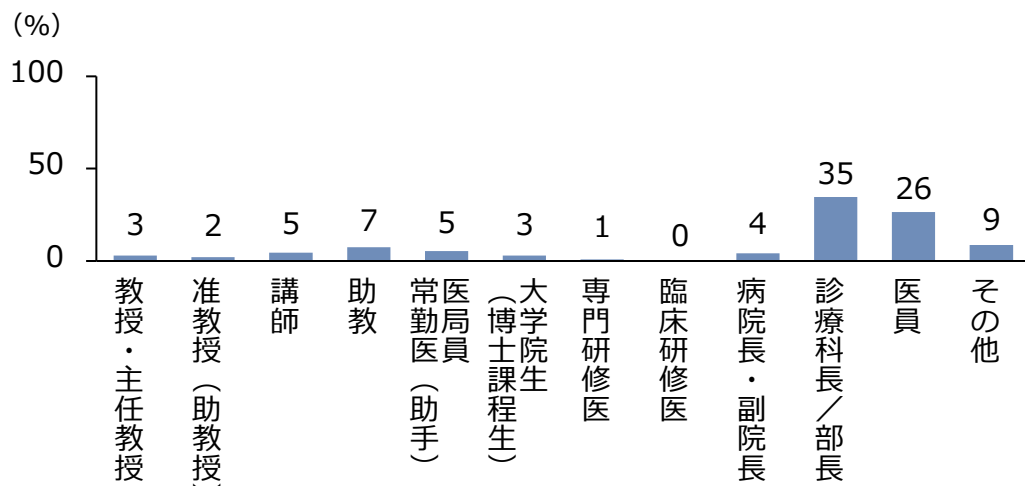 (%)
100
50
0
3
2
5
7
5
3
1
0
4
35
26
9
教授・主任教授
准教授（助教授）
講師
助教
医局員
常勤医（助手）
大学院生
（博士課程生）
専門研修医
臨床研修医
病院長・副院長
診療科長／部長
医員
その他